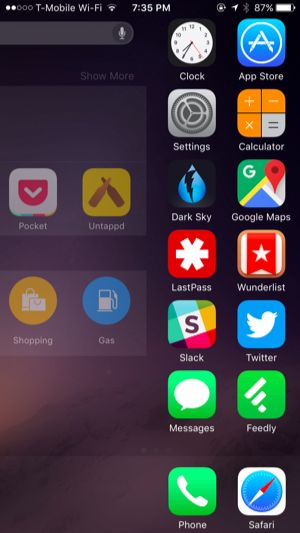 T-Mobile Wi-Fi 7:35 PM 87%
Show More
Clock App Store
Settings Calculator
G
Pocket Untappd Dark Sky Google Maps
LastPass Wunderlist
S
Shopping Gas Slack Twitter
Messages Feedly
Phone Safari